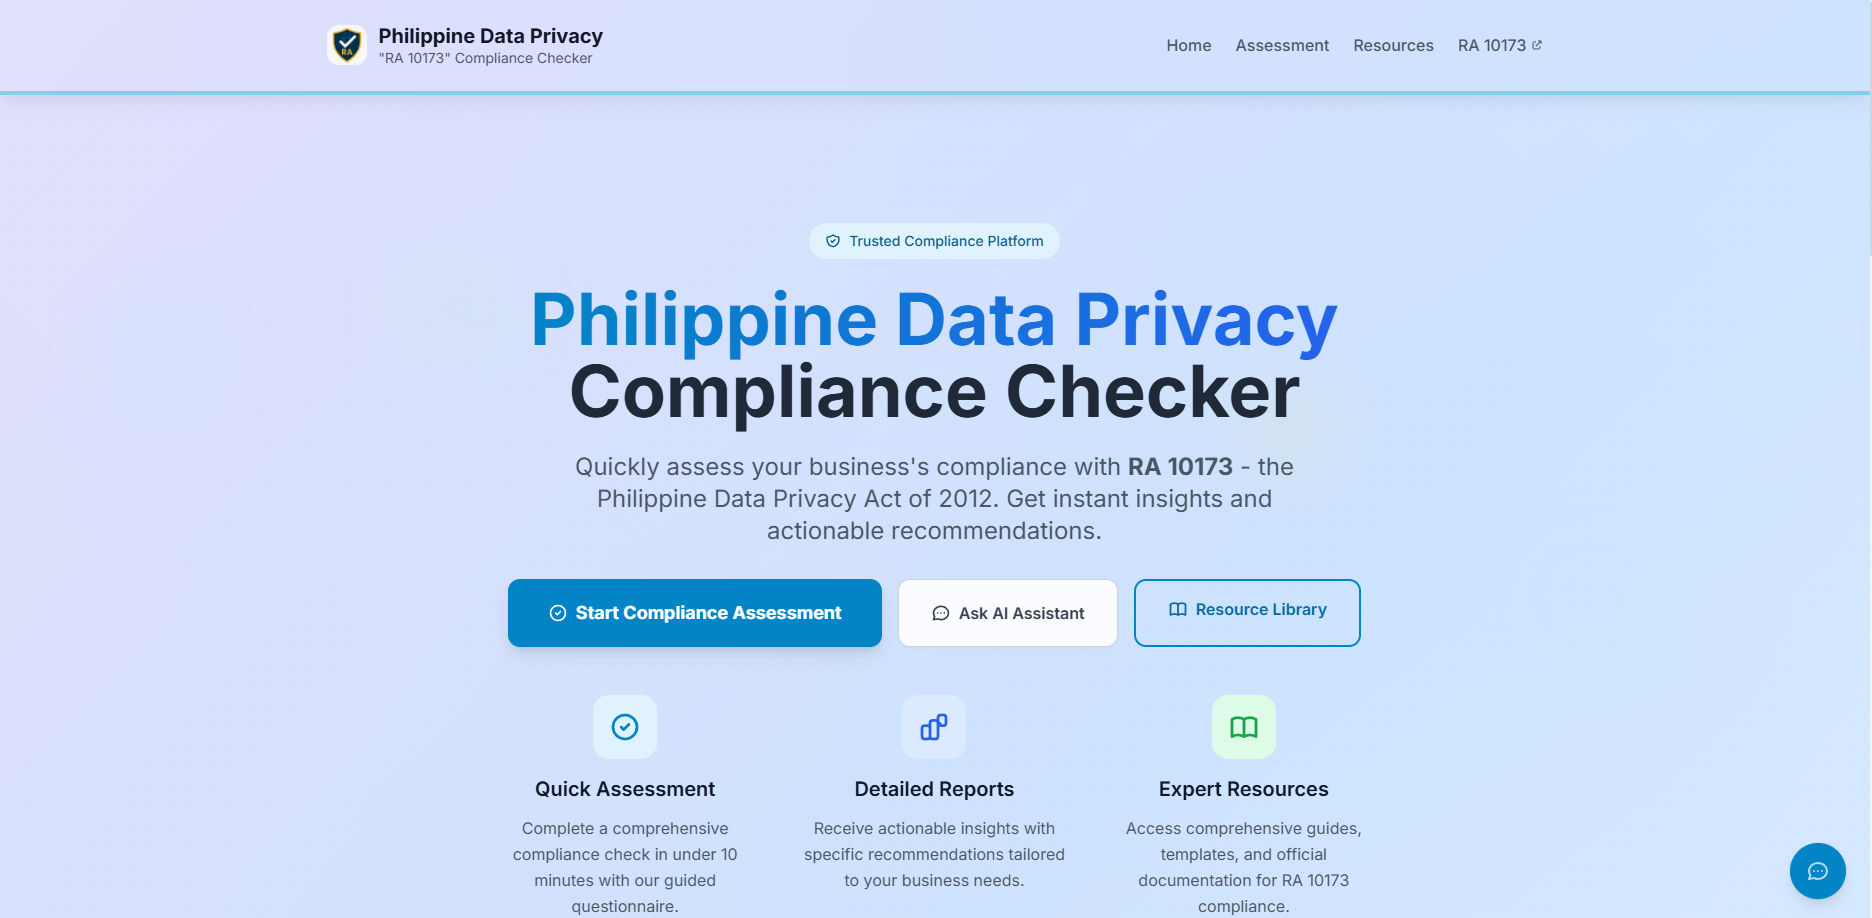 Philippine Data Privacy
"RA 10173" Compliance Checker
RA
Home
Assessment
Resources
RA 10173
Trusted Compliance Platform
Philippine Data Privacy
Compliance Checker
Quickly assess your business's compliance with RA 10173 - the
Philippine Data Privacy Act of 2012. Get instant insights and
actionable recommendations.
Start Compliance Assessment
Ask AI Assistant
Resource Library
Quick Assessment
Complete a comprehensive
compliance check in under 10
minutes with our guided
questionnaire.
Detailed Reports
Receive actionable insights with
specific recommendations tailored
to your business needs.
Expert Resources
Access comprehensive guides,
templates, and official
documentation for RA 10173
compliance.